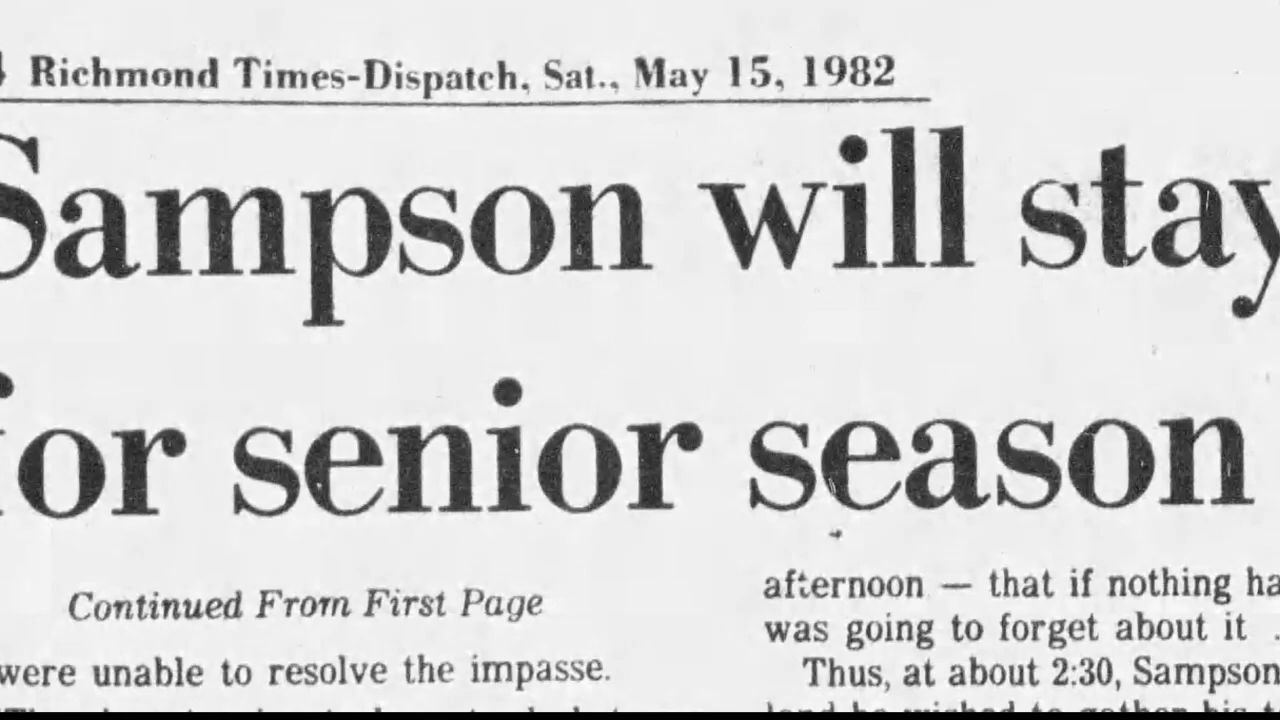 Richmond Times-Dispatch, Sat., May 15, 1982
Sampson will stay
for senior season
Continued From First Page
were unable to resolve the impasse.
afternoon — that if nothing ha
was going to forget about it .
Thus, at about 2:30, Sampson